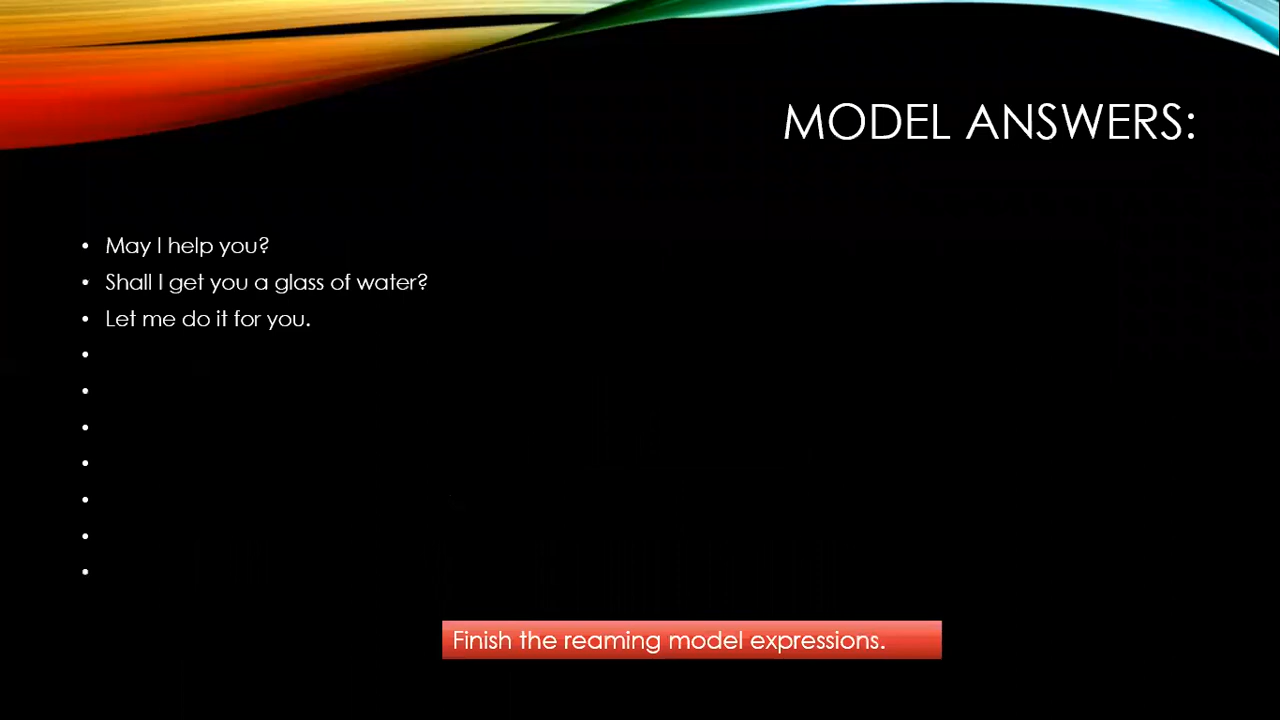 MODEL ANSWERS:
• May I help you?
• Shall I get you a glass of water?
• Let me do it for you.
•
•
•
•
•
•
•
Finish the reaming model expressions.